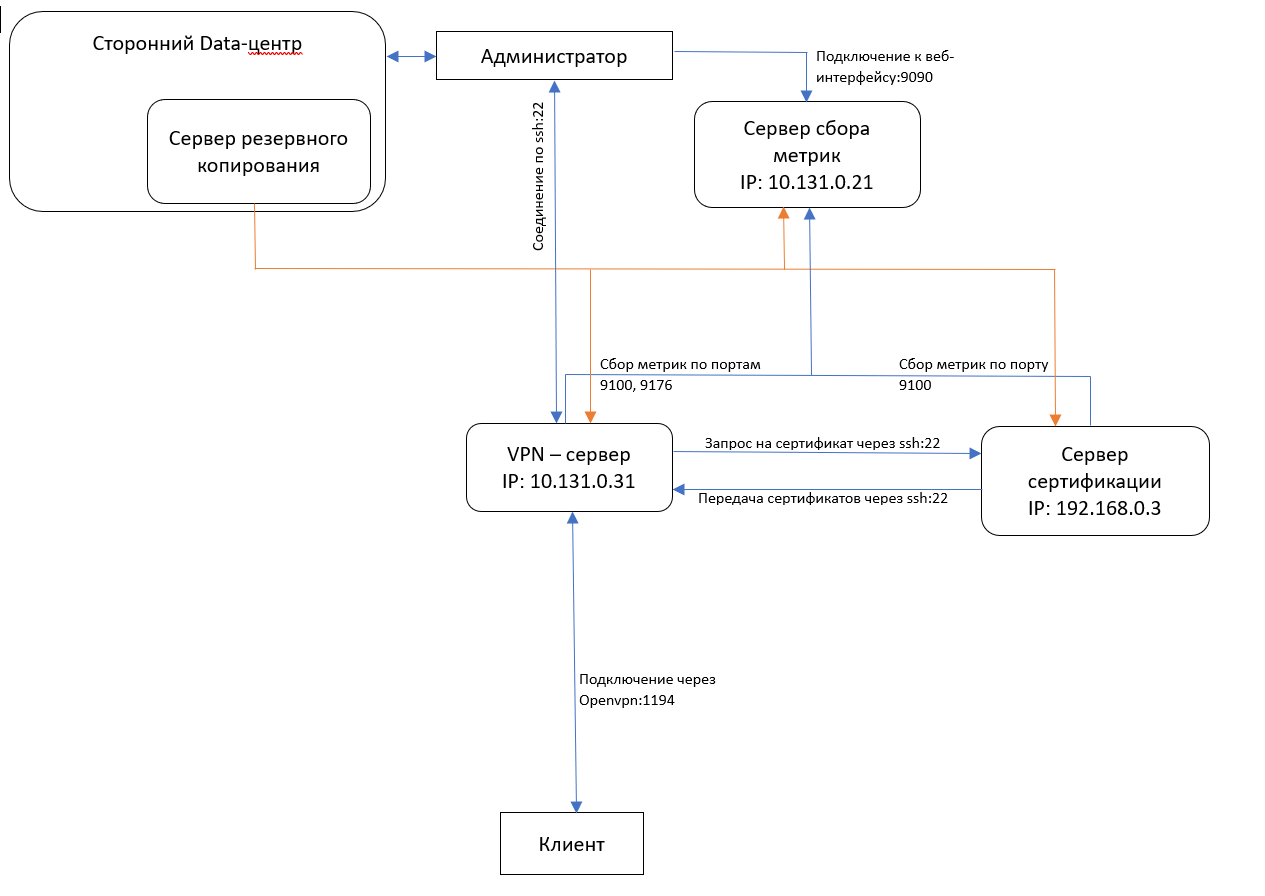 Сторонний Data-центр
Администратор
Подключение к веб-
интерфейсу:9090
Сервер резервного
копирования
Соединение по ssh:22
Сервер сбора
метрик
IP: 10.131.0.21
Сбор метрик по портам
9100, 9176
Сбор метрик по порту
9100
VPN – сервер
IP: 10.131.0.31
Запрос на сертификат через ssh:22
Передача сертификатов через ssh:22
Сервер
сертификации
IP: 192.168.0.3
Подключение через
Openvpn:1194
Клиент